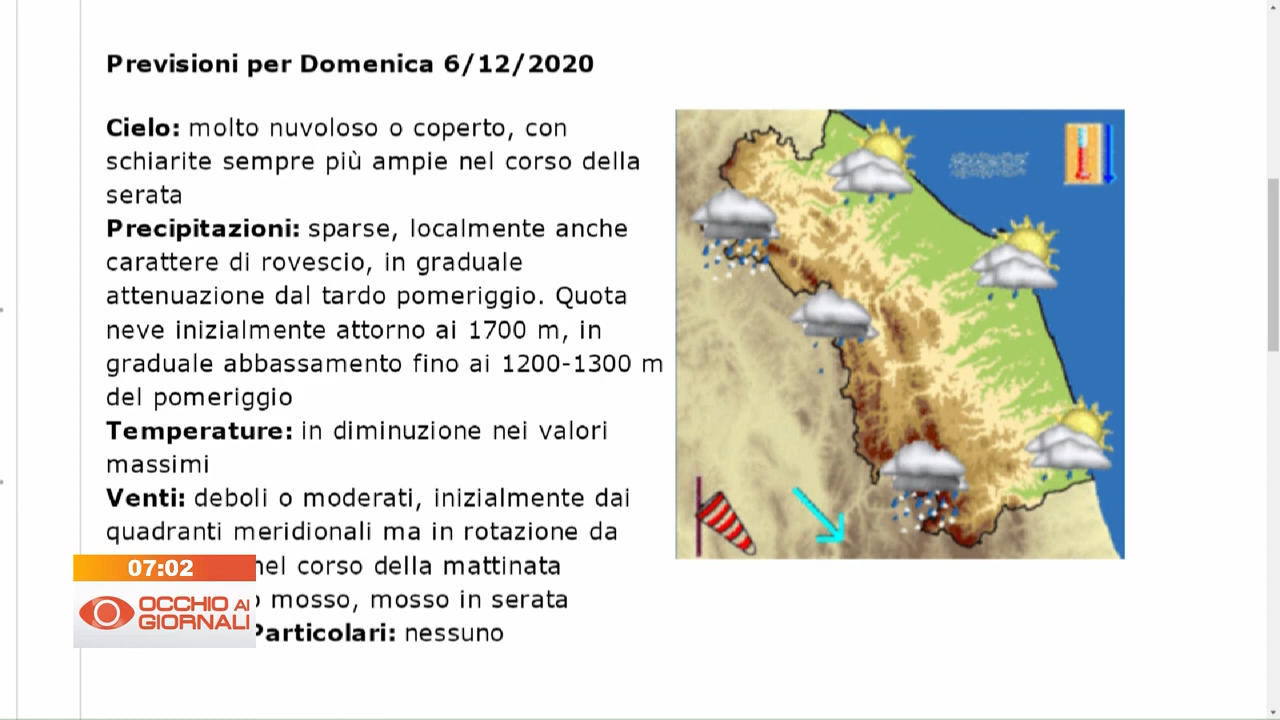 Previsioni per Domenica 6/12/2020
Cielo: molto nuvoloso o coperto, con
schiarite sempre più ampie nel corso della
serata
Precipitazioni: sparse, localmente anche
carattere di rovescio, in graduale
attenuazione dal tardo pomeriggio. Quota
neve inizialmente attorno ai 1700 m, in
graduale abbassamento fino ai 1200-1300 m
del pomeriggio
Temperature: in diminuzione nei valori
massimi
Venti: deboli o moderati, inizialmente dai
quadranti meridionali ma in rotazione da
nel corso della mattinata
mosso, mosso in serata
Particolari: nessuno
07:02
OCCHIO AI
GIORNALI